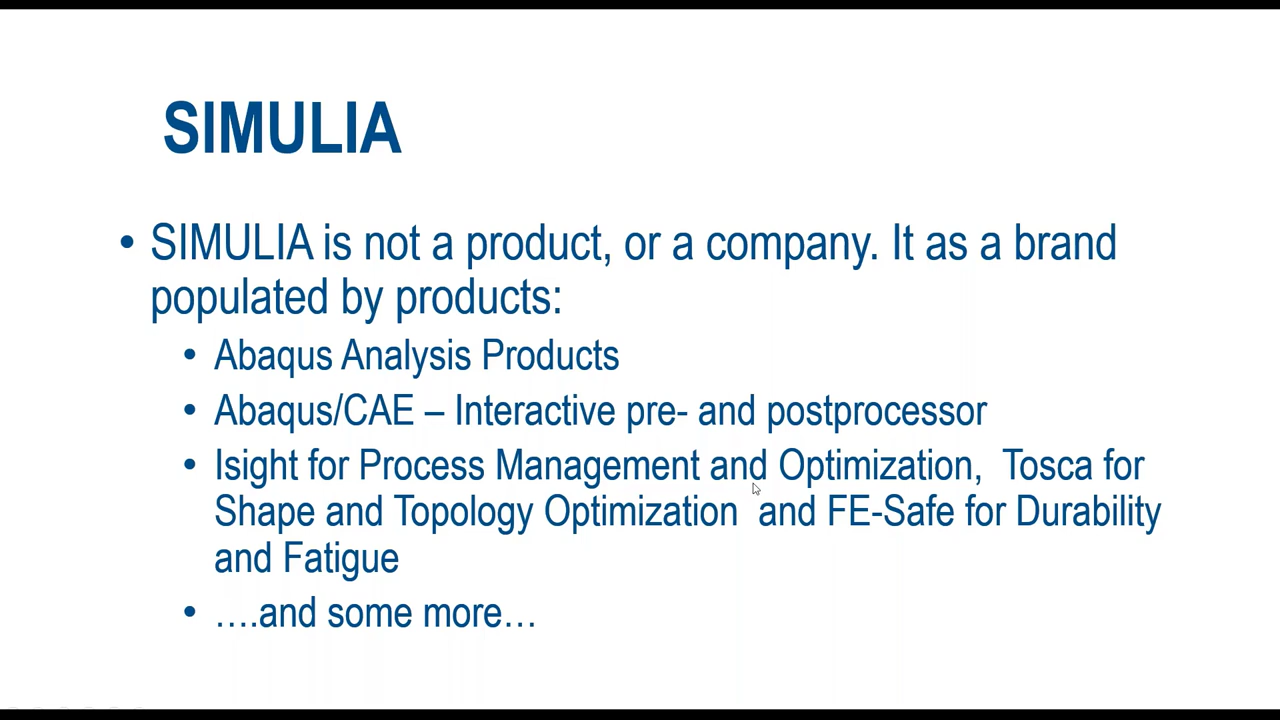 SIMULIA
• SIMULIA is not a product, or a company. It as a brand
populated by products:
• Abaqus Analysis Products
• Abaqus/CAE – Interactive pre- and postprocessor
• Isight for Process Management and Optimization,  Tosca for
Shape and Topology Optimization  and FE-Safe for Durability
and Fatigue
• ….and some more…